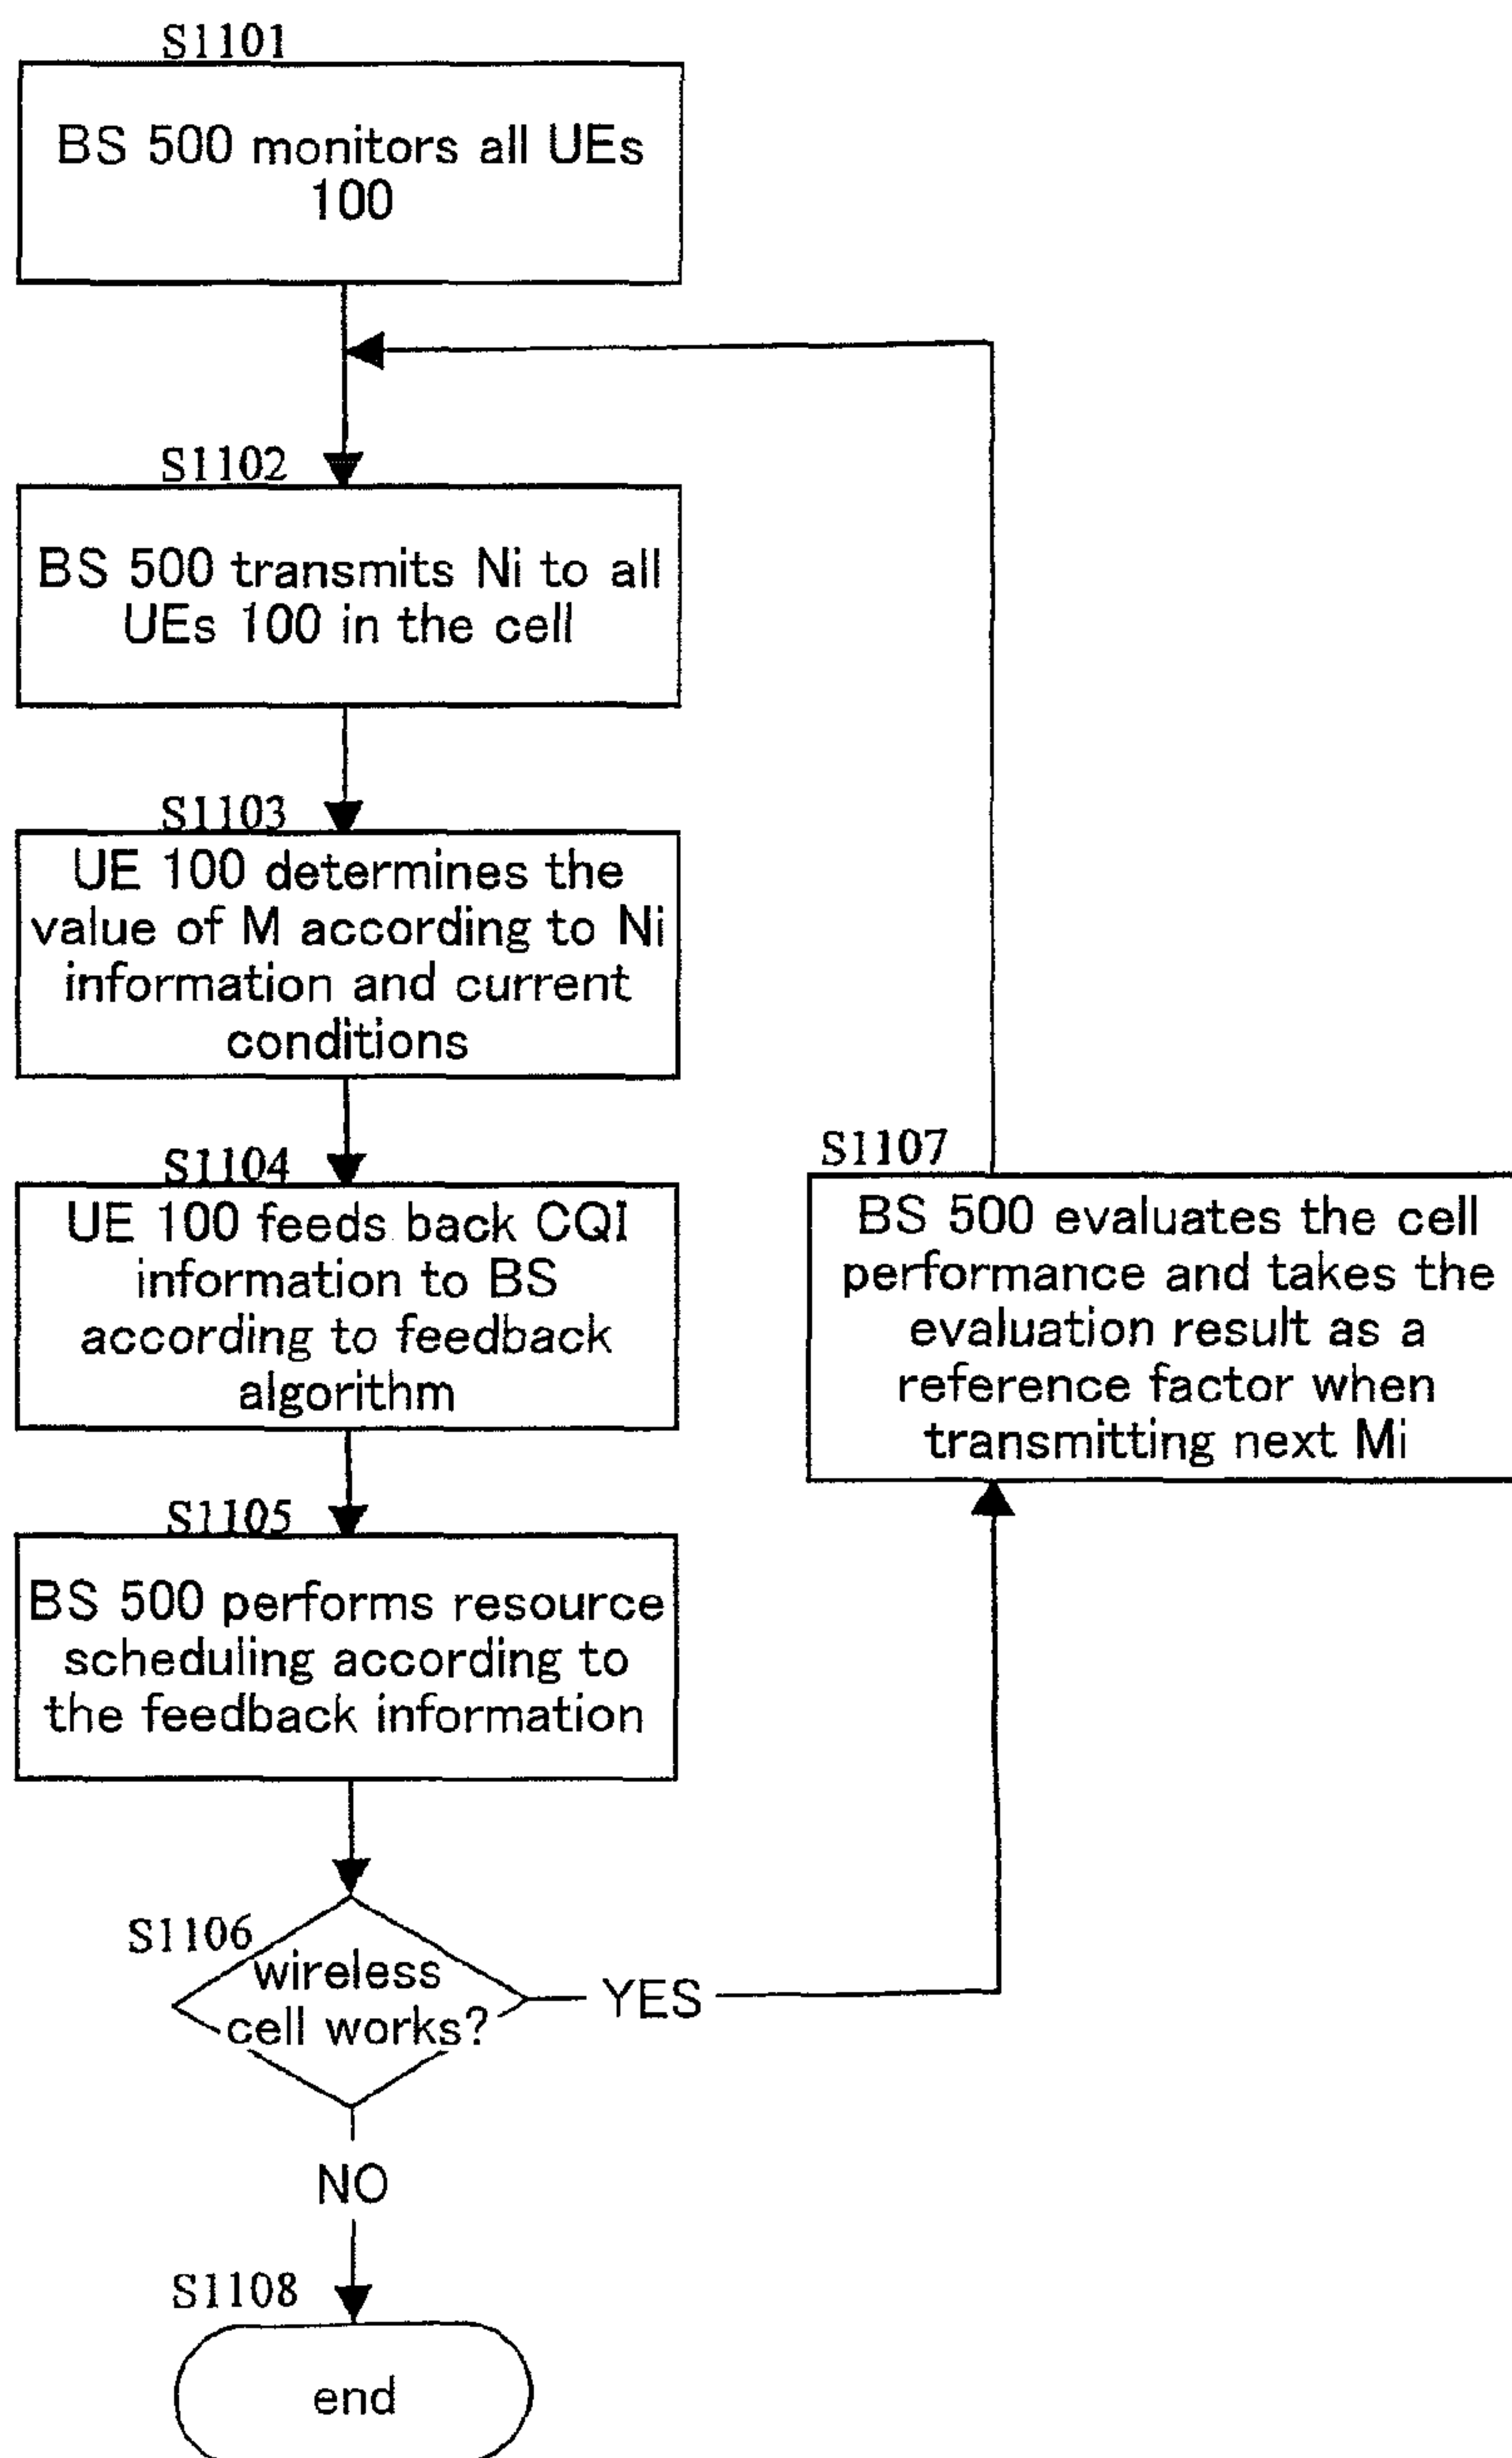 S1101
BS 500 monitors all UEs
100
S1102
BS 500 transmits Ni to all
UEs 100 in the cell
S1103
UE 100 determines the
value of M according to Ni
information and current
conditions
S1104
UE 100 feeds back CQI
information to BS
according to feedback
algorithm
S1105
BS 500 performs resource
scheduling according to
the feedback information
S1106
wireless
cell works?
YES
S1107
BS 500 evaluates the cell
performance and takes the
evaluation result as a
reference factor when
transmitting next Mi
NO
S1108
end